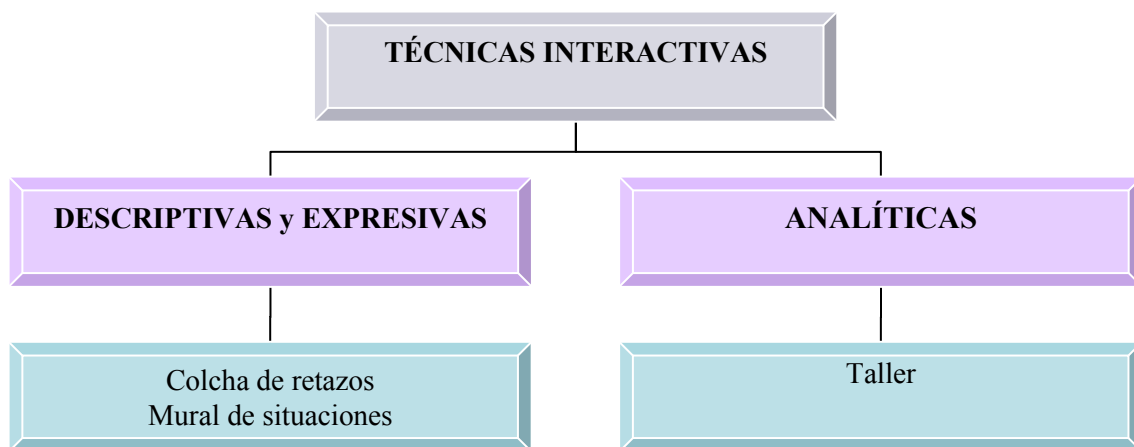 TÉCNICAS INTERACTIVAS
DESCRIPTIVAS y EXPRESIVAS
ANALÍTICAS
Colcha de retazos
Mural de situaciones
Taller